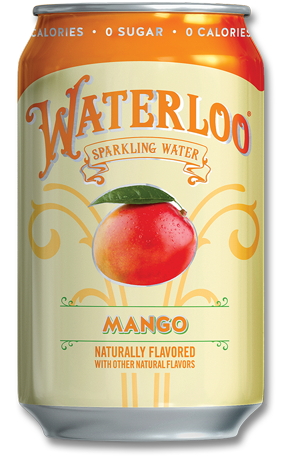 CALORIES • 0 SUGAR • 0 CALORIES
WATERLOO
SPARKLING WATER
MANGO
NATURALLY FLAVORED
WITH OTHER NATURAL FLAVORS